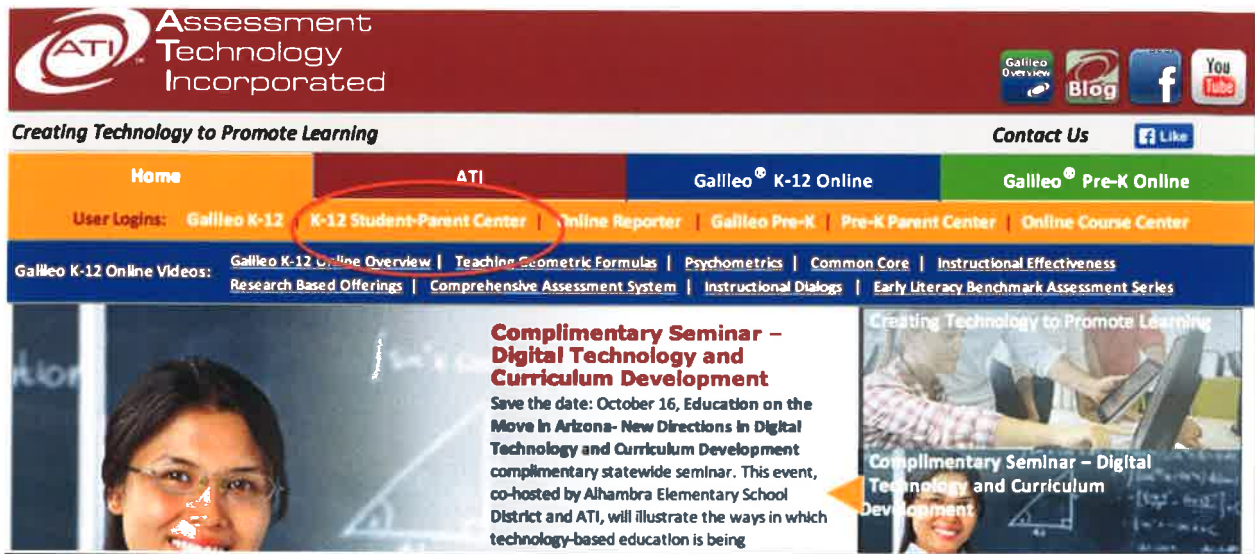 ATI
Assessment
Technology
Incorporated
Galileo
Overview
Blog
f
You
Tube
Creating Technology to Promote Learning
Contact Us
f Like
Home
ATI
Galileo® K-12 Online
Galileo® Pre-K Online
User Logins: Galileo K-12 | K-12 Student-Parent Center | Online Reporter | Galileo Pre-K | Pre-K Parent Center | Online Course Center
Galileo K-12 Online Videos:
Galileo K-12 Online Overview | Teaching Geometric Formulas | Psychometrics | Common Core | Instructional Effectiveness
Research Based Offerings | Comprehensive Assessment System | Instructional Dialogs | Early Literacy Benchmark Assessment Series
Complimentary Seminar –
Digital Technology and
Curriculum Development
Save the date: October 16, Education on the
Move in Arizona- New Directions in Digital
Technology and Curriculum Development
complimentary statewide seminar. This event,
co-hosted by Alhambra Elementary School
District and ATI, will illustrate the ways in which
technology-based education is being
Creating Technology to Promote Learning
Complimentary Seminar – Digital
Technology and Curriculum
Development